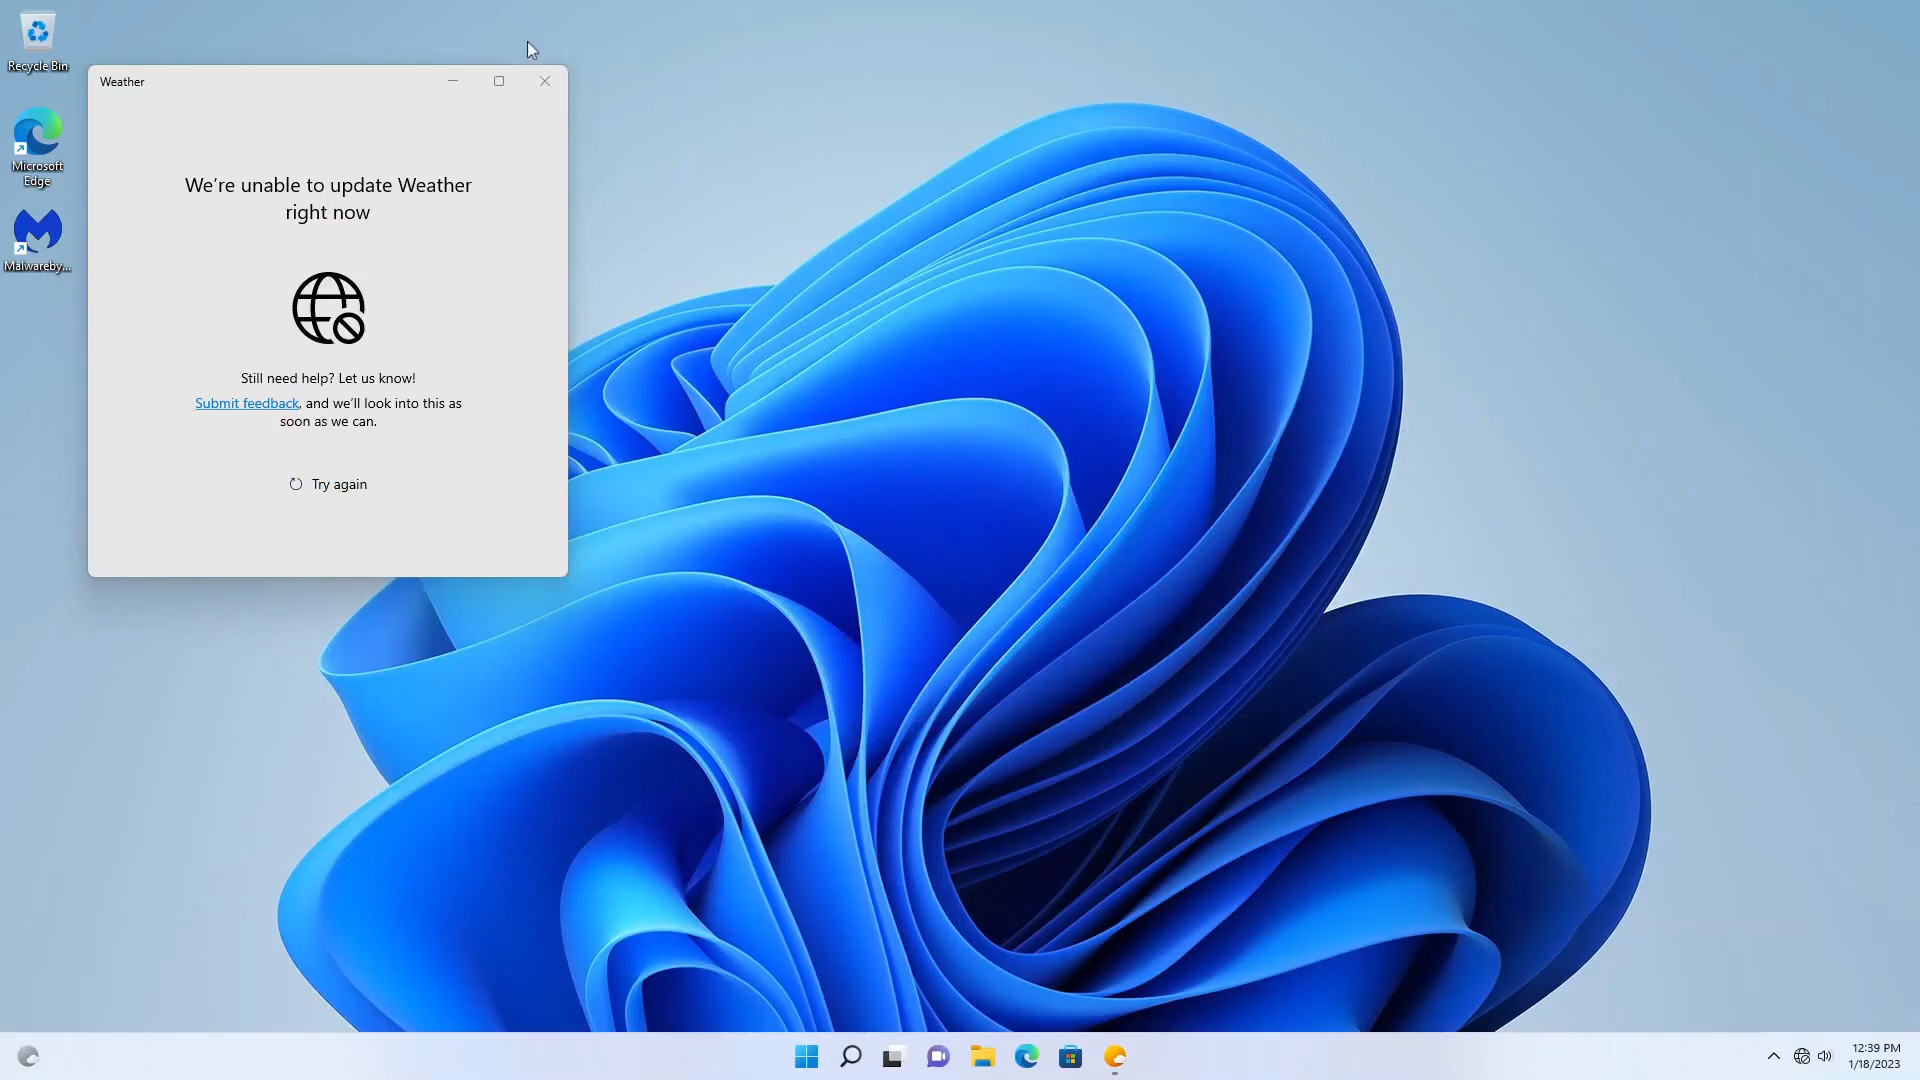 Recycle Bin
Microsoft
Edge
Malwareby...
Weather
We're unable to update Weather
right now
Still need help? Let us know!
Submit feedback, and we'll look into this as
soon as we can.
Try again
12:39 PM
1/18/2023